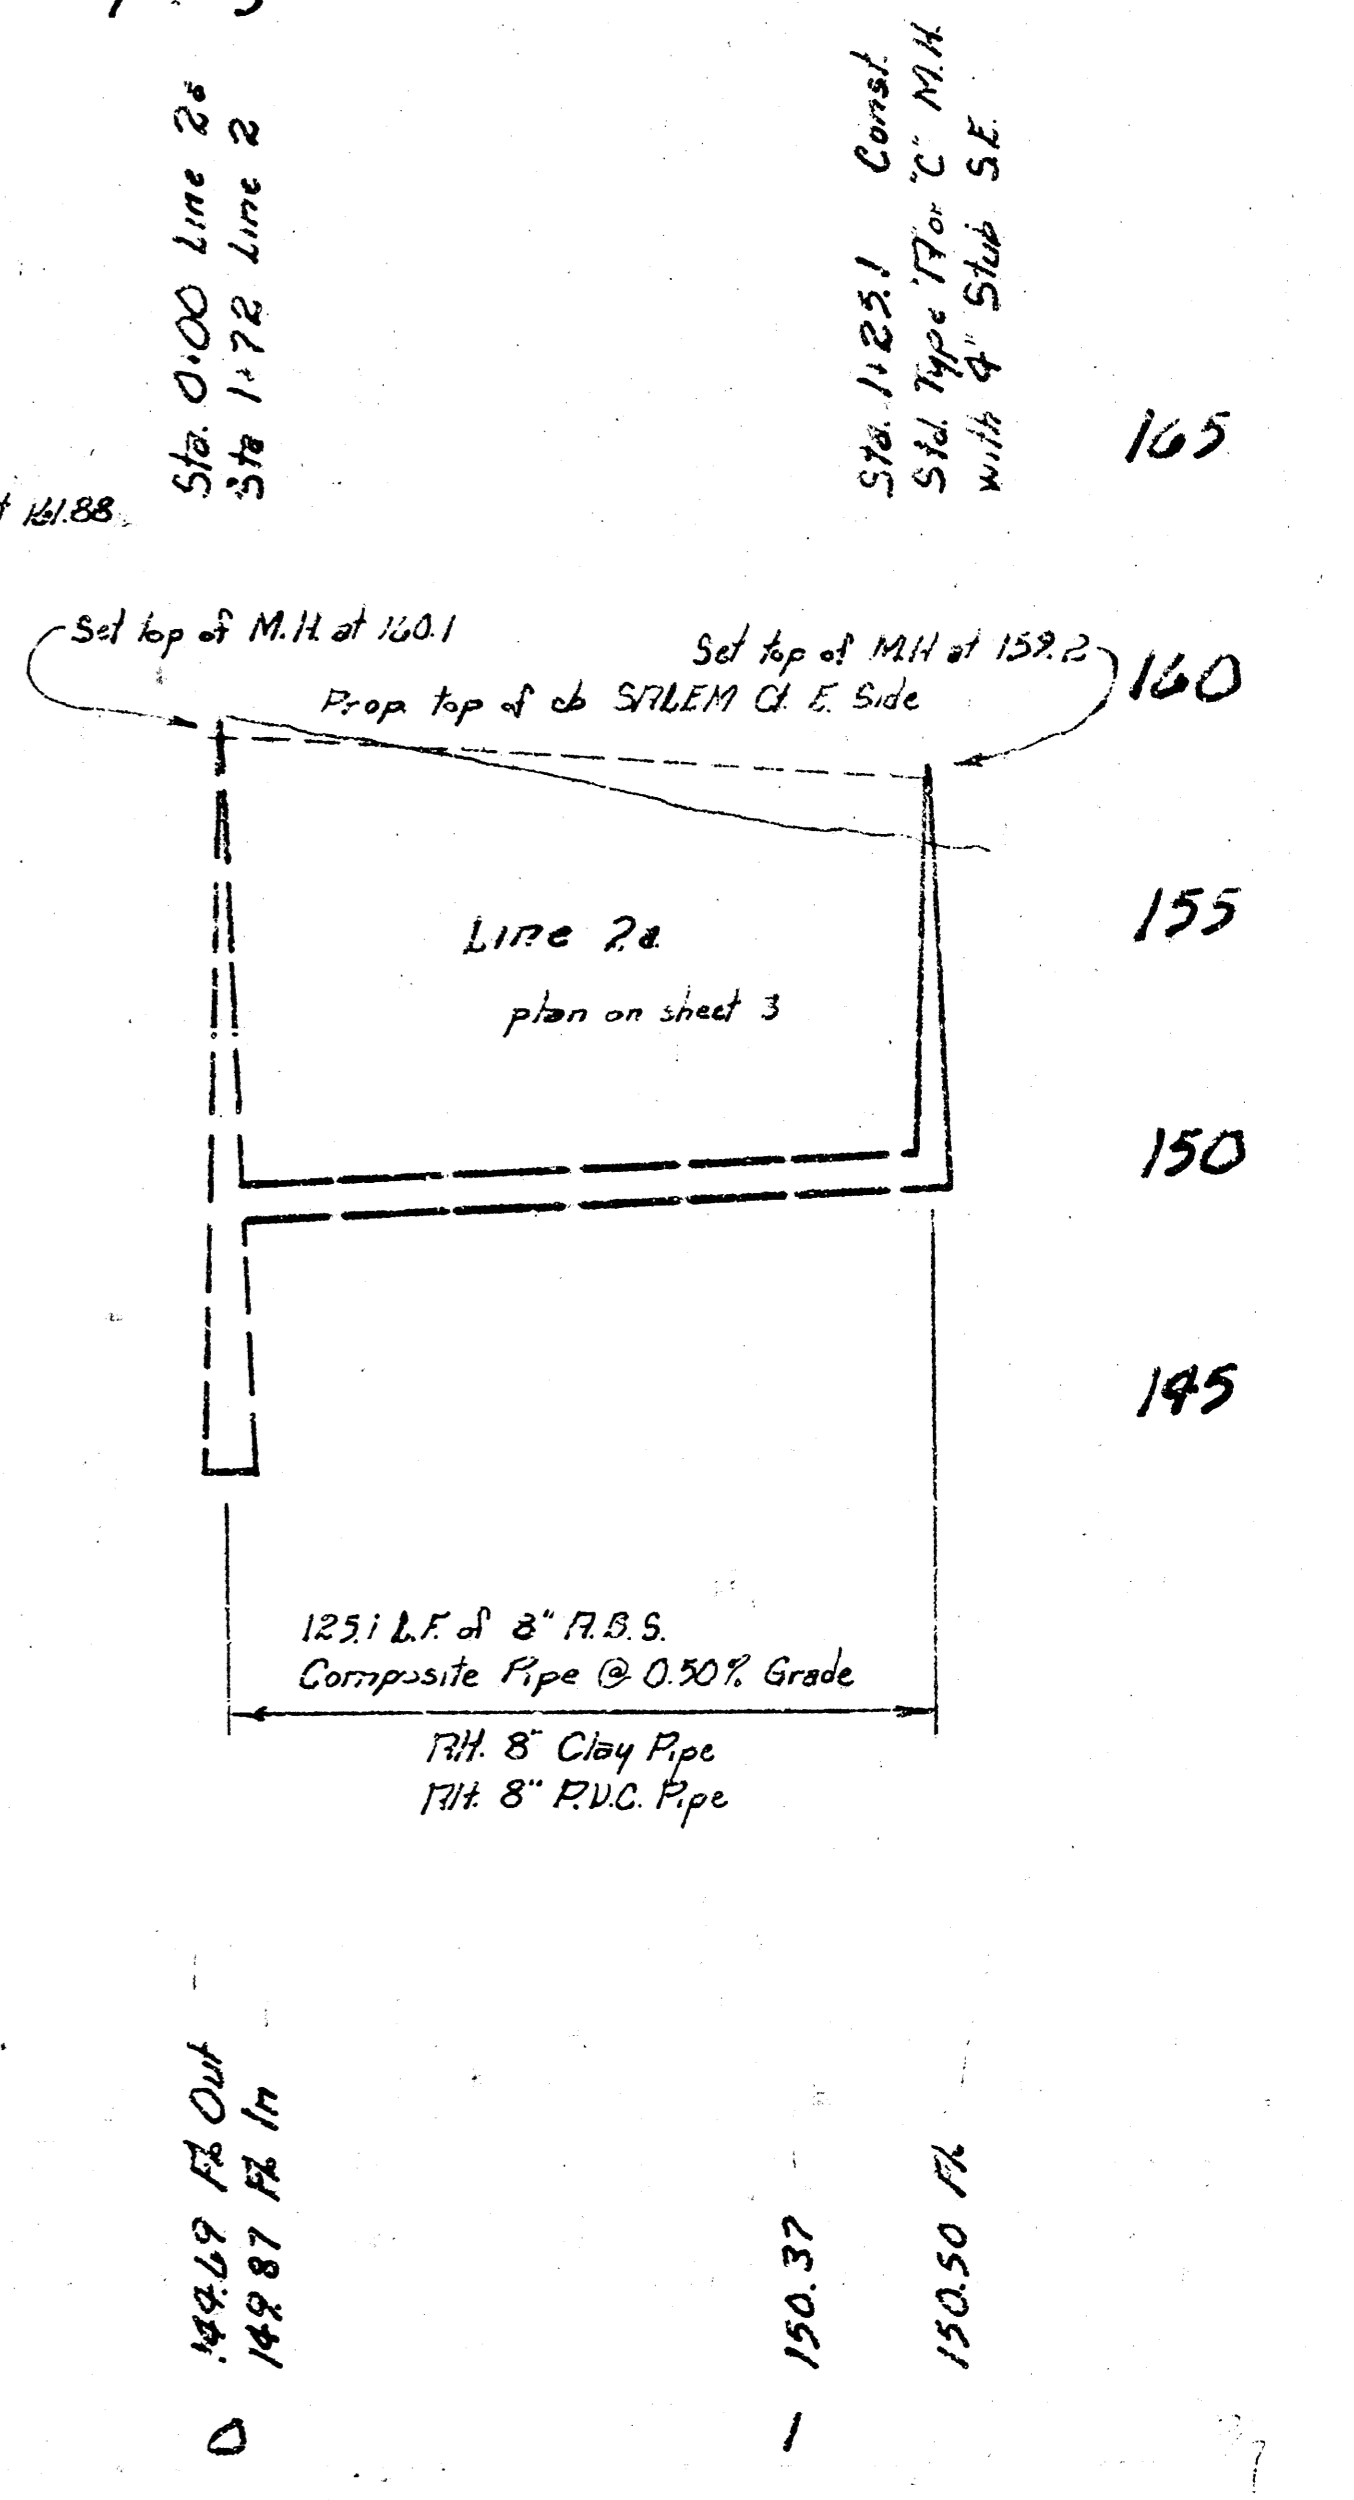 Sta. 0+00 Line 2a
Sta 1+72 Line 2
Sta. 1+25.1 Const.
Std. Type "A" or "C" M.H.
with 4" Stub S.E.
165
161.88
Set top of M.H. at 160.1
Set top of M.H at 159.2
160
Prop. top of cb SALEM Ct. E. Side
155
Line 2a
plan on sheet 3
150
145
125.1 L.F. of 8" A.B.S.
Composite Pipe @ 0.50% Grade
Alt. 8" Clay Pipe
Alt. 8" P.V.C. Pipe
144.69 FL Out
149.87 FL In
150.37
150.50 FL
0
1